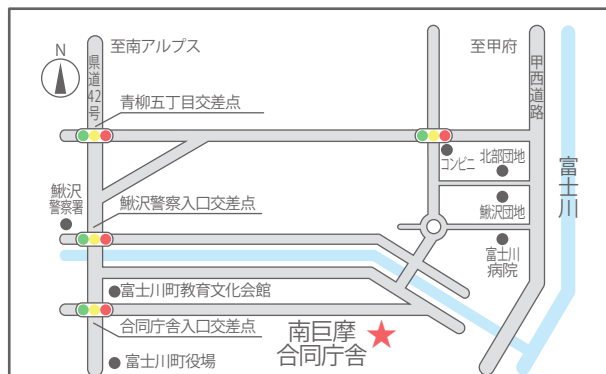 N
至南アルプス
至甲府
県道42号
甲西道路
青柳五丁目交差点
コンビニ
北部団地
富士川
鰍沢
警察署
鰍沢警察入口交差点
鰍沢団地
富士川
病院
富士川町教育文化会館
合同庁舎入口交差点
南巨摩
合同庁舎
富士川町役場